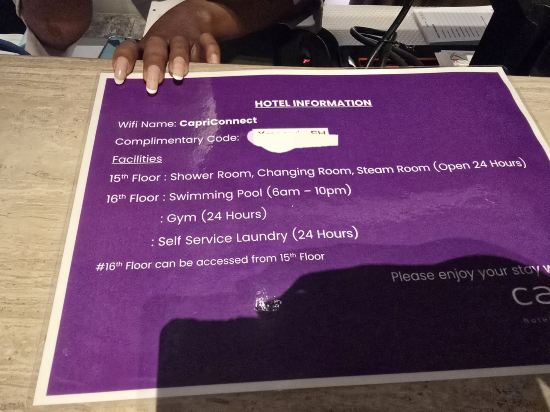 HOTEL INFORMATION
Wifi Name: CapriConnect
Complimentary Code:
Facilities
15th Floor : Shower Room, Changing Room, Steam Room (Open 24 Hours)
16th Floor : Swimming Pool (6am – 10pm)
: Gym (24 Hours)
: Self Service Laundry (24 Hours)
#16th Floor can be accessed from 15th Floor
Please enjoy your stay